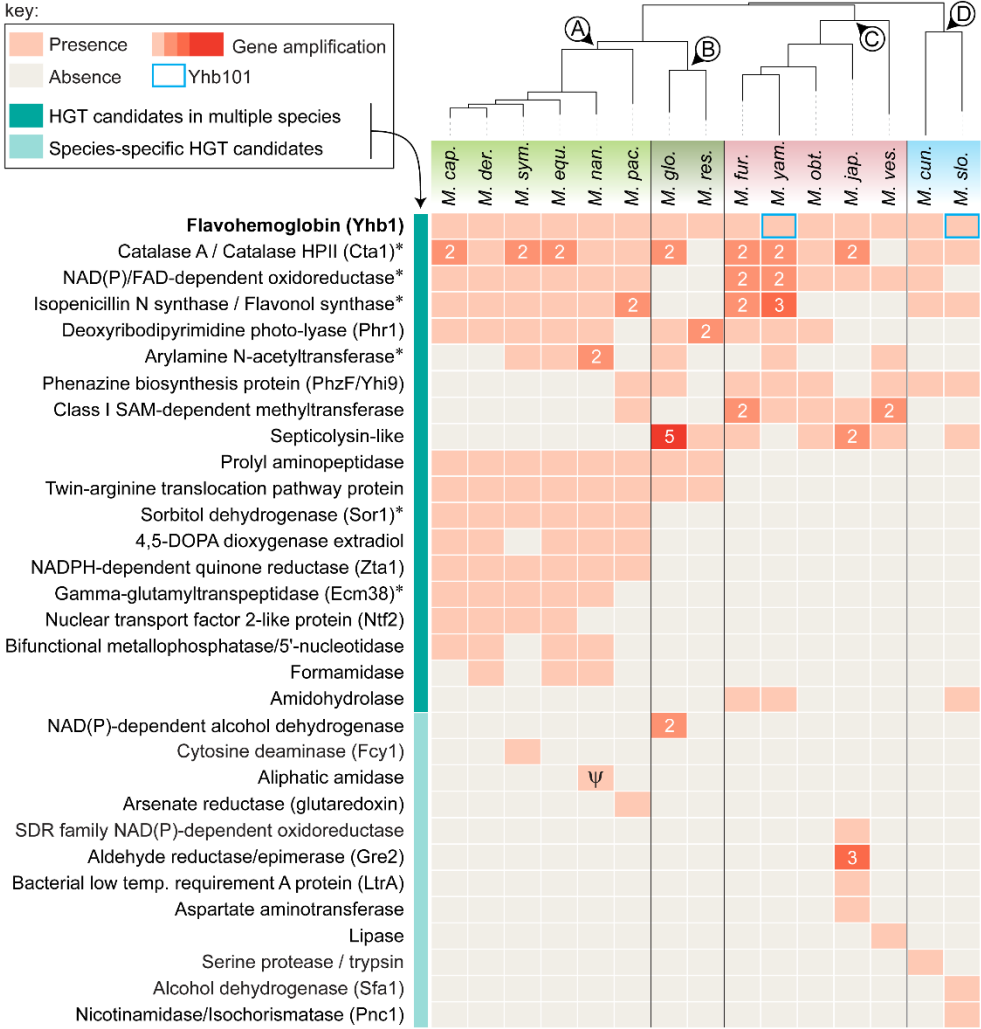 key:
Presence
Gene amplification
Absence
Yhb101
HGT candidates in multiple species
Species-specific HGT candidates
A
B
C
D
M. cap.
M. der.
M. sym.
M. equ.
M. nan.
M. pac.
M. glo.
M. res.
M. fur.
M. yam.
M. obt.
M. jap.
M. ves.
M. cun.
M. slo.
Flavohemoglobin (Yhb1)
Catalase A / Catalase HPII (Cta1)* 2 2 2 2 2 2 2
NAD(P)/FAD-dependent oxidoreductase* 2 2
Isopenicillin N synthase / Flavonol synthase* 2 2 3
Deoxyribodipyrimidine photo-lyase (Phr1) 2
Arylamine N-acetyltransferase* 2
Phenazine biosynthesis protein (PhzF/Yhi9)
Class I SAM-dependent methyltransferase 2 2
Septicolysin-like 5 2
Prolyl aminopeptidase
Twin-arginine translocation pathway protein
Sorbitol dehydrogenase (Sor1)*
4,5-DOPA dioxygenase extradiol
NADPH-dependent quinone reductase (Zta1)
Gamma-glutamyltranspeptidase (Ecm38)*
Nuclear transport factor 2-like protein (Ntf2)
Bifunctional metallophosphatase/5'-nucleotidase
Formamidase
Amidohydrolase
NAD(P)-dependent alcohol dehydrogenase 2
Cytosine deaminase (Fcy1)
Aliphatic amidase ψ
Arsenate reductase (glutaredoxin)
SDR family NAD(P)-dependent oxidoreductase
Aldehyde reductase/epimerase (Gre2) 3
Bacterial low temp. requirement A protein (LtrA)
Aspartate aminotransferase
Lipase
Serine protease / trypsin
Alcohol dehydrogenase (Sfa1)
Nicotinamidase/Isochorismatase (Pnc1)